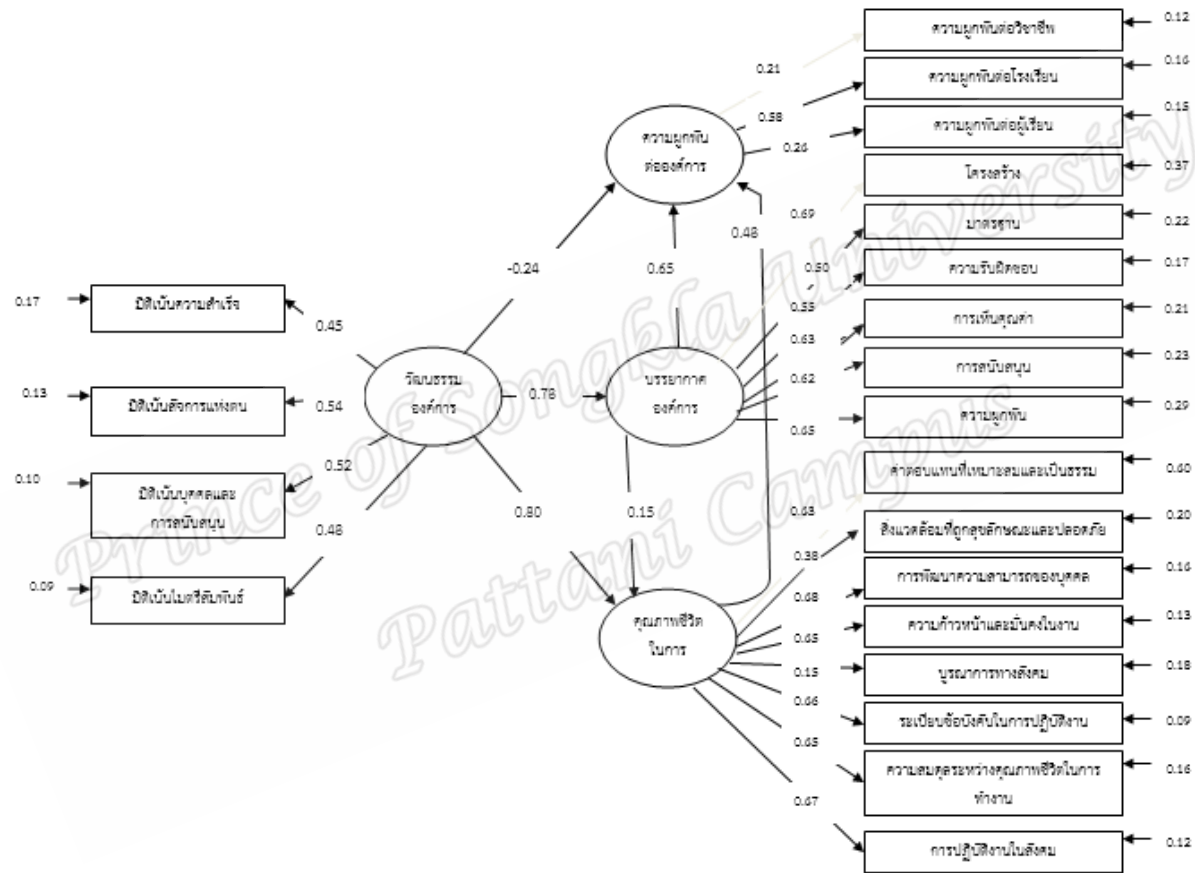 ความผูกพันต่อวิชาชีพ
0.12
0.21
ความผูกพันต่อโรงเรียน
0.16
0.58
ความผูกพัน
ต่อองค์การ
ความผูกพันต่อผู้เรียน
0.15
0.26
โครงสร้าง
0.37
0.69
0.48
มาตรฐาน
0.22
-0.24
0.65
0.50
ความรับผิดชอบ
0.17
0.17
มิติเน้นความสำเร็จ
0.45
0.55
การเห็นคุณค่า
0.21
0.63
วัฒนธรรม
องค์การ
0.78
บรรยากาศ
องค์การ
0.62
การสนับสนุน
0.23
0.13
มิติเน้นสัจการแห่งตน
0.54
0.65
ความผูกพัน
0.29
0.52
0.10
มิติเน้นบุคคลและ
การสนับสนุน
ค่าตอบแทนที่เหมาะสมและเป็นธรรม
0.60
0.48
0.80
0.15
0.63
สิ่งแวดล้อมที่ถูกสุขลักษณะและปลอดภัย
0.20
0.38
0.09
มิติเน้นไมตรีสัมพันธ์
การพัฒนาความสามารถของบุคคล
0.16
0.68
คุณภาพชีวิต
ในการ
ความก้าวหน้าและมั่นคงในงาน
0.13
0.65
0.15
บูรณาการทางสังคม
0.18
0.66
ระเบียบข้อบังคับในการปฏิบัติงาน
0.09
0.65
ความสมดุลระหว่างคุณภาพชีวิตในการ
ทำงาน
0.16
0.67
การปฏิบัติงานในสังคม
0.12
Prince of Songkla University
Pattani Campus